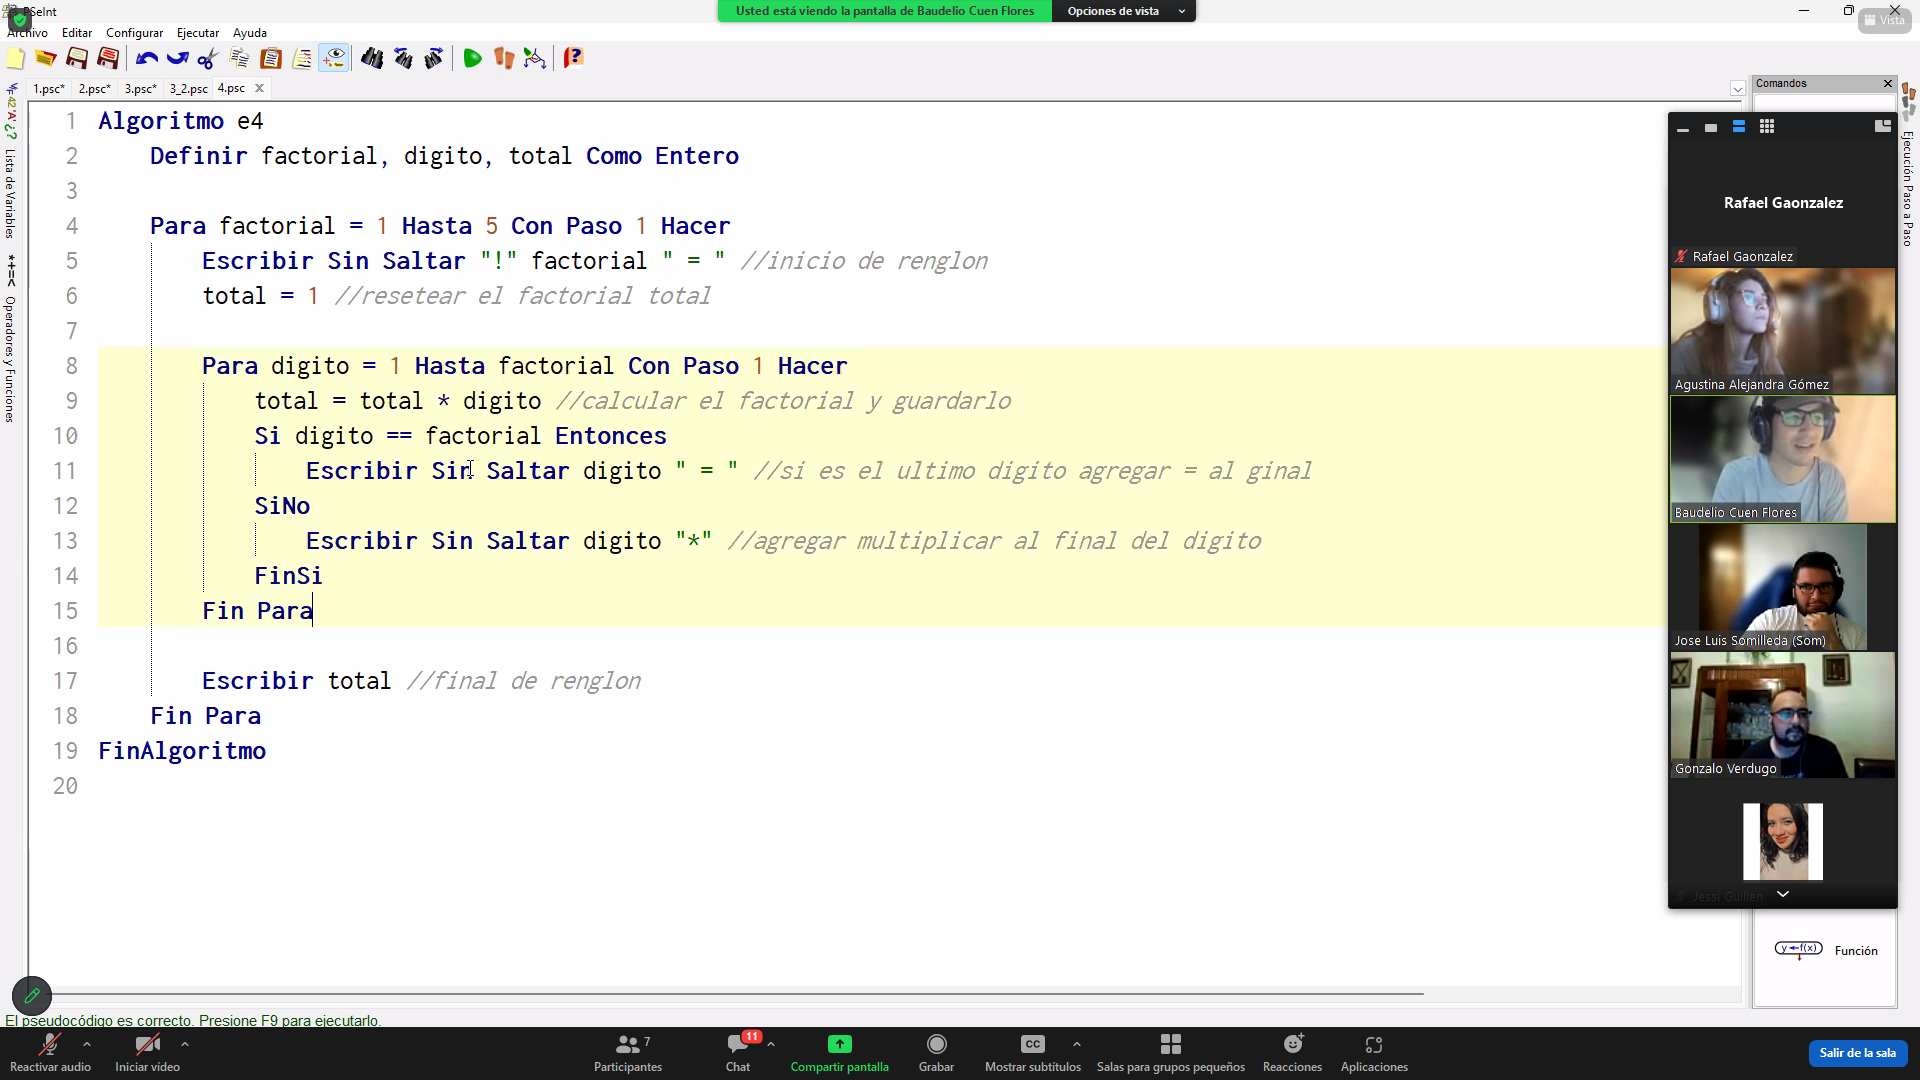 PSeInt
Usted está viendo la pantalla de Baudelio Cuen Flores
Opciones de vista
Vista
Archivo Editar Configurar Ejecutar Ayuda
1.psc* 2.psc* 3.psc* 3_2.psc 4.psc
Comandos
Lista de Variables
Operadores y Funciones
Ejecución Paso a Paso
1 Algoritmo e4
2 Definir factorial, digito, total Como Entero
3
4 Para factorial = 1 Hasta 5 Con Paso 1 Hacer
5 Escribir Sin Saltar "!" factorial " = " //inicio de renglon
6 total = 1 //resetear el factorial total
7
8 Para digito = 1 Hasta factorial Con Paso 1 Hacer
9 total = total * digito //calcular el factorial y guardarlo
10 Si digito == factorial Entonces
11 Escribir Sin Saltar digito " = " //si es el ultimo digito agregar = al ginal
12 SiNo
13 Escribir Sin Saltar digito "*" //agregar multiplicar al final del digito
14 FinSi
15 Fin Para
16
17 Escribir total //final de renglon
18 Fin Para
19 FinAlgoritmo
20
Rafael Gaonzalez
Rafael Gaonzalez
Agustina Alejandra Gómez
Baudelio Cuen Flores
Jose Luis Somilleda (Som)
Gonzalo Verdugo
Jessi Guillen
y←f(x) Función
El pseudocódigo es correcto. Presione F9 para ejecutarlo.
7
11
CC
Reactivar audio
Iniciar vídeo
Participantes
Chat
Compartir pantalla
Grabar
Mostrar subtítulos
Salas para grupos pequeños
Reacciones
Aplicaciones
Salir de la sala